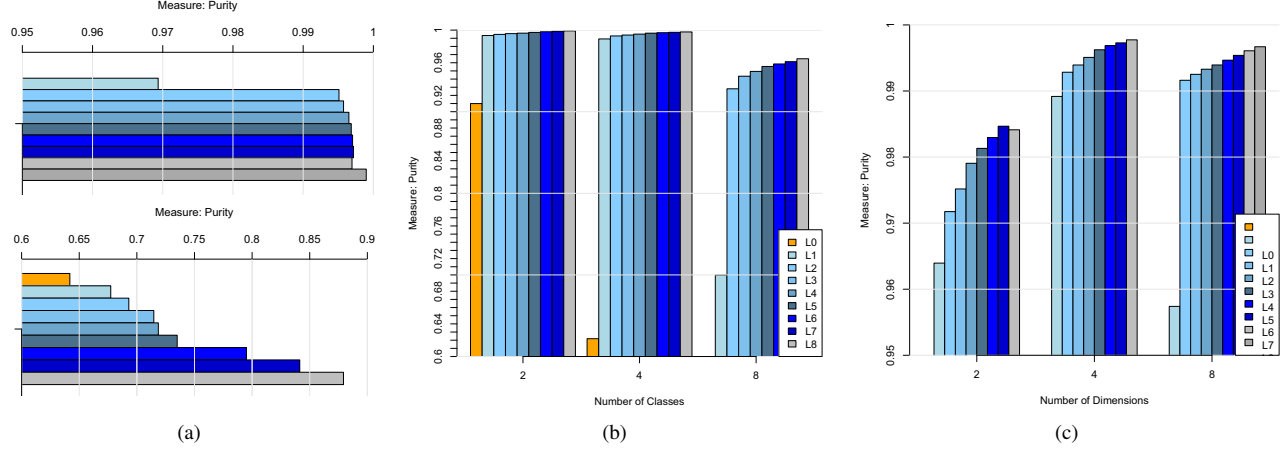 Measure: Purity
0.95 0.96 0.97 0.98 0.99 1
Measure: Purity
0.6 0.65 0.7 0.75 0.8 0.85 0.9
(a)
Measure: Purity
1
0.96
0.92
0.88
0.84
0.8
0.76
0.72
0.68
0.64
0.6
L0
L1
L2
L3
L4
L5
L6
L7
L8
2 4 8
Number of Classes
(b)
Measure: Purity
1.00
0.99
0.98
0.97
0.96
0.95
L0
L1
L2
L3
L4
L5
L6
L7
2 4 8
Number of Dimensions
(c)